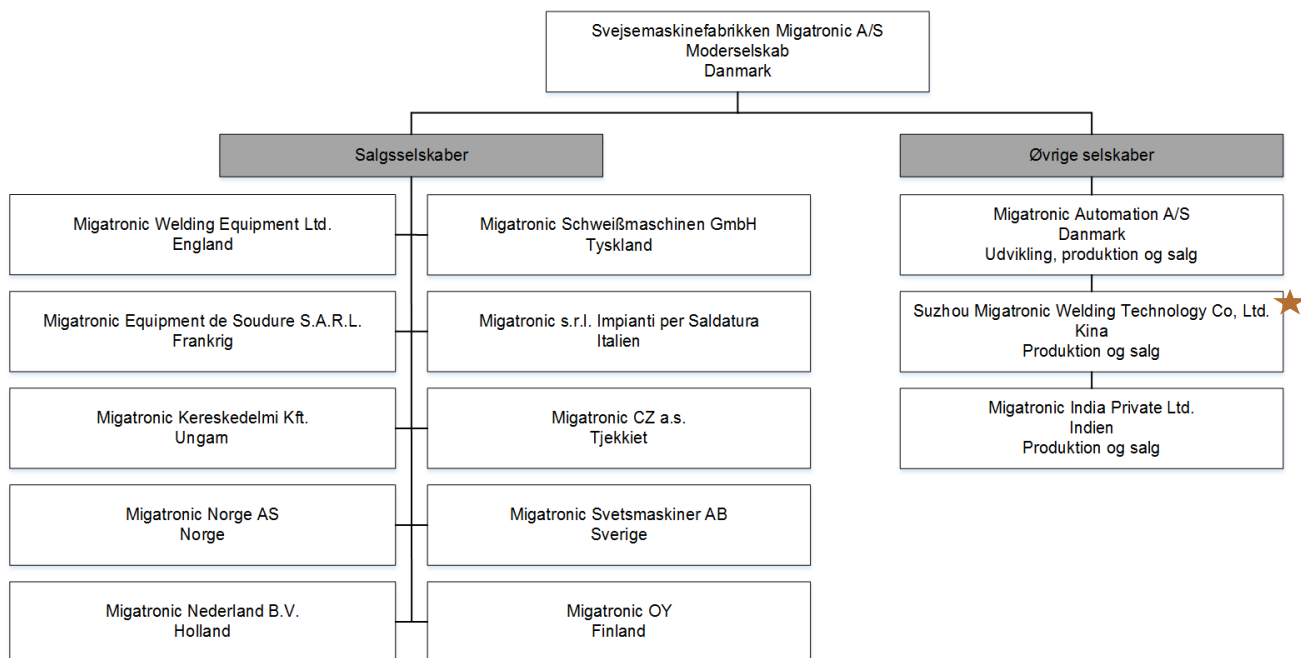 Svejsemaskinefabrikken Migatronic A/S
Moderselskab
Danmark
Salgsselskaber
Migatronic Welding Equipment Ltd.
England
Migatronic Schweißmaschinen GmbH
Tyskland
Migatronic Equipment de Soudure S.A.R.L.
Frankrig
Migatronic s.r.l. Impianti per Saldatura
Italien
Migatronic Kereskedelmi Kft.
Ungarn
Migatronic CZ a.s.
Tjekkiet
Migatronic Norge AS
Norge
Migatronic Svetsmaskiner AB
Sverige
Migatronic Nederland B.V.
Holland
Migatronic OY
Finland
Øvrige selskaber
Migatronic Automation A/S
Danmark
Udvikling, produktion og salg
Suzhou Migatronic Welding Technology Co, Ltd.
Kina
Produktion og salg
Migatronic India Private Ltd.
Indien
Produktion og salg